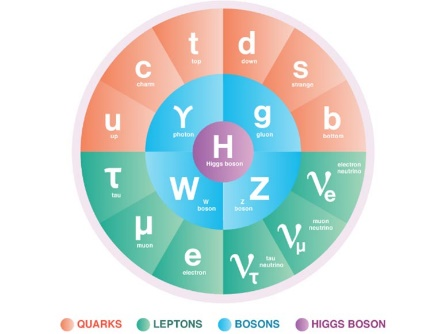 t
top
d
down
c
charm
s
strange
u
up
γ
photon
g
gluon
b
bottom
H
Higgs boson
τ
tau
W
W
boson
Z
Z
boson
electron
neutrino
νe
μ
muon
muon
neutrino
νμ
e
electron
tau
neutrino
ντ
QUARKS
LEPTONS
BOSONS
HIGGS BOSON